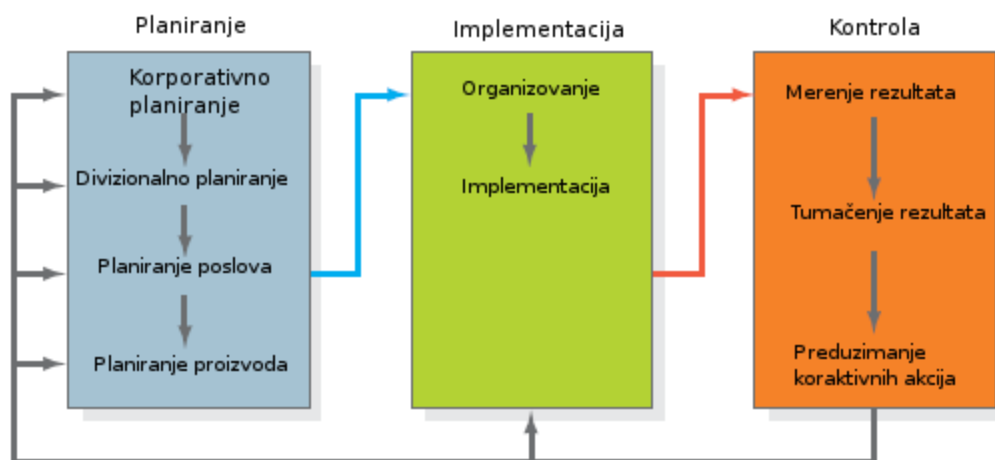 Planiranje
Korporativno
planiranje
Divizionalno planiranje
Planiranje poslova
Planiranje proizvoda
Implementacija
Organizovanje
Implementacija
Kontrola
Merenje rezultata
Tumačenje rezultata
Preduzimanje
koraktivnih akcija